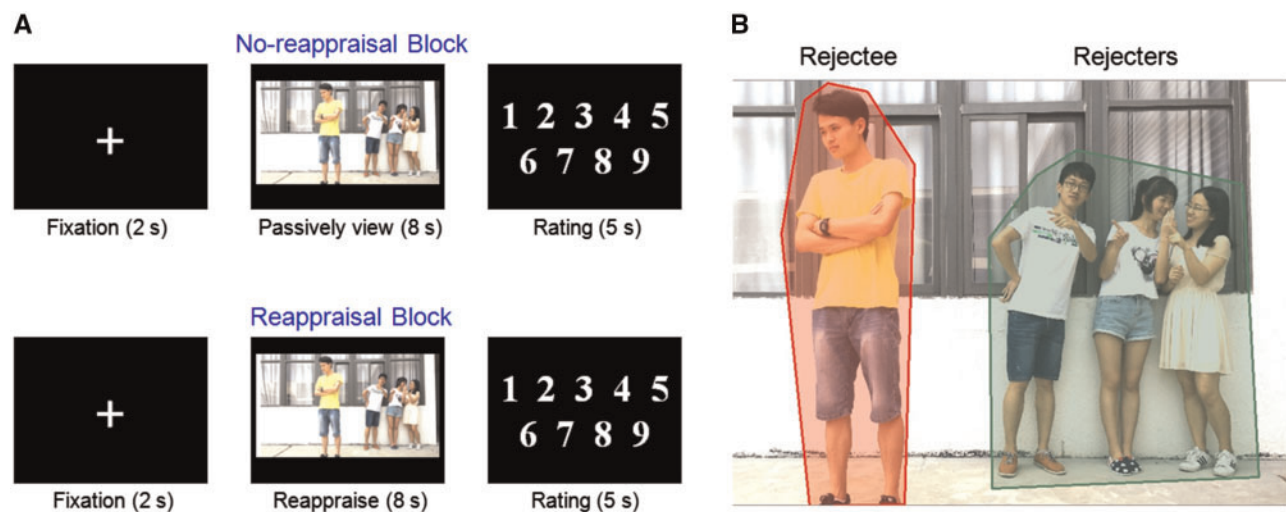 A
No-reappraisal Block
1 2 3 4 5
6 7 8 9
Fixation (2 s)
Passively view (8 s)
Rating (5 s)
Reappraisal Block
1 2 3 4 5
6 7 8 9
Fixation (2 s)
Reappraise (8 s)
Rating (5 s)
B
Rejectee
Rejecters